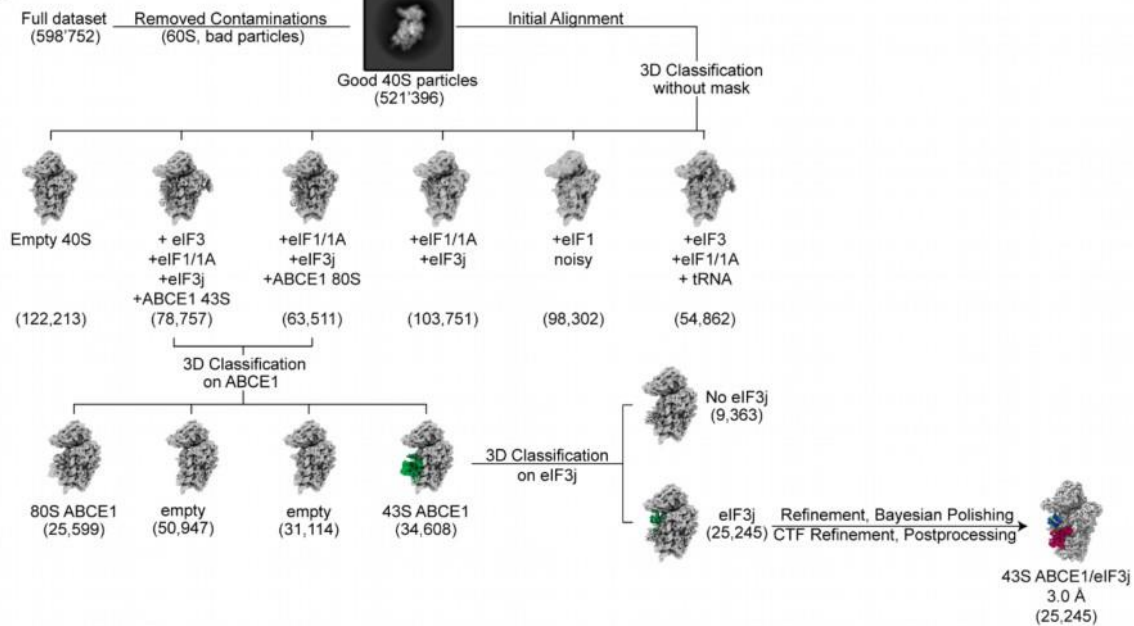 Full dataset
(598'752)
Removed Contaminations
(60S, bad particles)
Good 40S particles
(521'396)
Initial Alignment
3D Classification
without mask
Empty 40S
(122,213)
+ eIF3
+eIF1/1A
+eIF3j
+ABCE1 43S
(78,757)
+eIF1/1A
+eIF3j
+ABCE1 80S
(63,511)
+eIF1/1A
+eIF3j
(103,751)
+eIF1
noisy
(98,302)
+eIF3
+eIF1/1A
+ tRNA
(54,862)
3D Classification
on ABCE1
80S ABCE1
(25,599)
empty
(50,947)
empty
(31,114)
43S ABCE1
(34,608)
3D Classification
on eIF3j
No eIF3j
(9,363)
eIF3j
(25,245)
Refinement, Bayesian Polishing
CTF Refinement, Postprocessing
43S ABCE1/eIF3j
3.0 Å
(25,245)